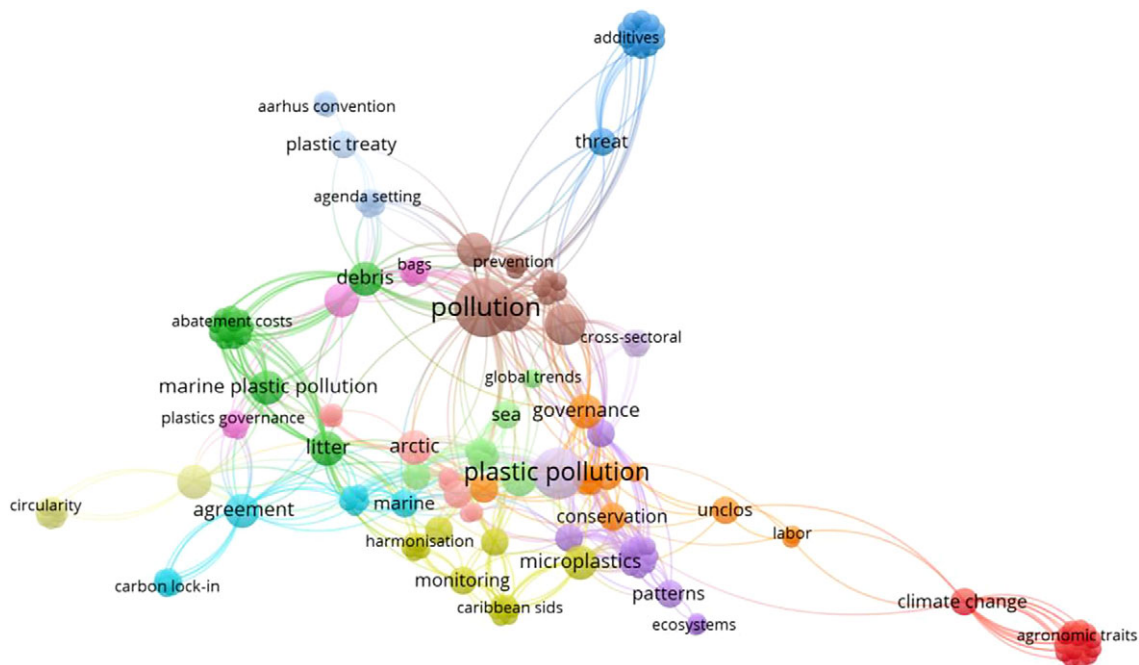 additives
aarhus convention
plastic treaty
threat
agenda setting
prevention
bags
debris
pollution
abatement costs
cross-sectoral
global trends
marine plastic pollution
governance
sea
plastics governance
arctic
litter
plastic pollution
circularity
agreement
marine
conservation
unclos
labor
harmonisation
microplastics
monitoring
carbon lock-in
patterns
climate change
caribbean sids
ecosystems
agronomic traits